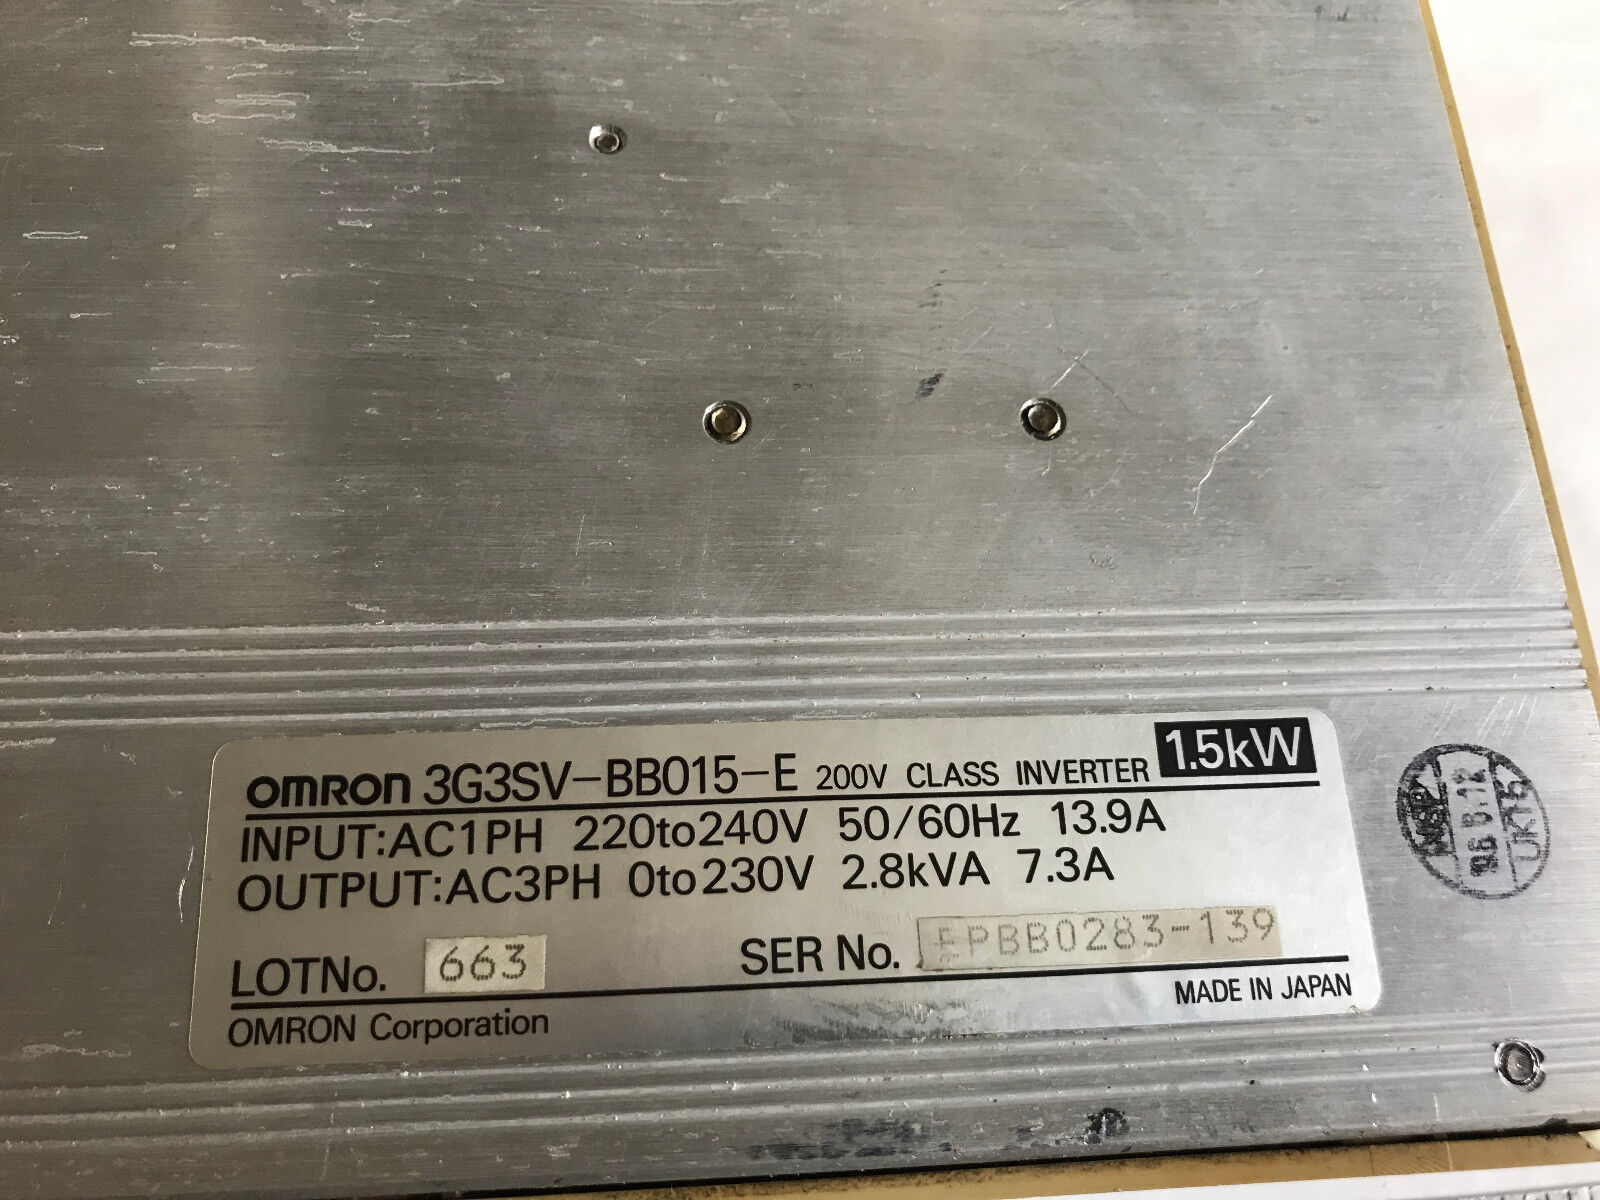 omron 3G3SV-BB015-E 200V CLASS INVERTER 1.5kW
INPUT:AC1PH 220to240V 50/60Hz 13.9A
OUTPUT:AC3PH 0to230V 2.8kVA 7.3A
LOTNo. 663 SER No. EPBB0283-139
OMRON Corporation MADE IN JAPAN